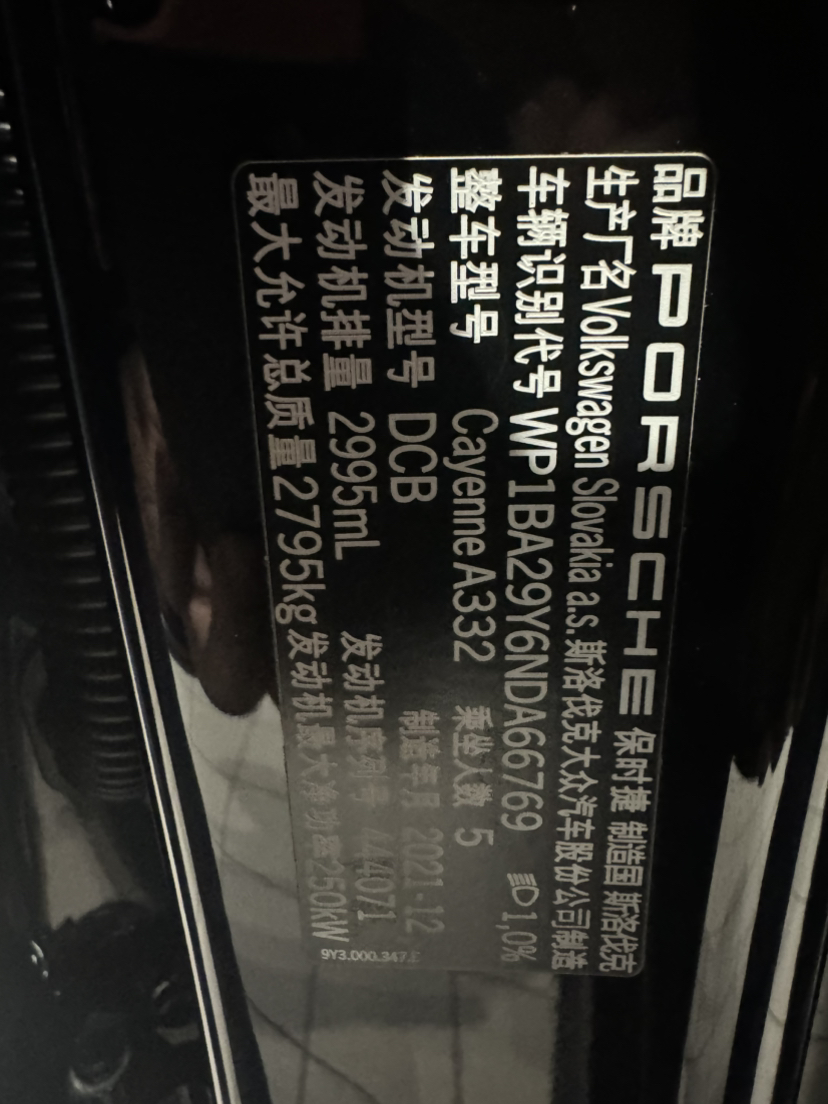 品牌 PORSCHE 保时捷 制造国 斯洛伐克
生产厂名 Volkswagen Slovakia a.s. 斯洛伐克大众汽车股份公司制造
车辆识别代号 WP1BA29Y6NDA66769 1,0%
整车型号 Cayenne A332 乘坐人数 5
发动机型号 DCB 制造年月 2021-12
发动机排量 2995mL 发动机序列号 444071
最大允许总质量 2795kg 发动机最大净功率 250kW
9Y3.000.347.E